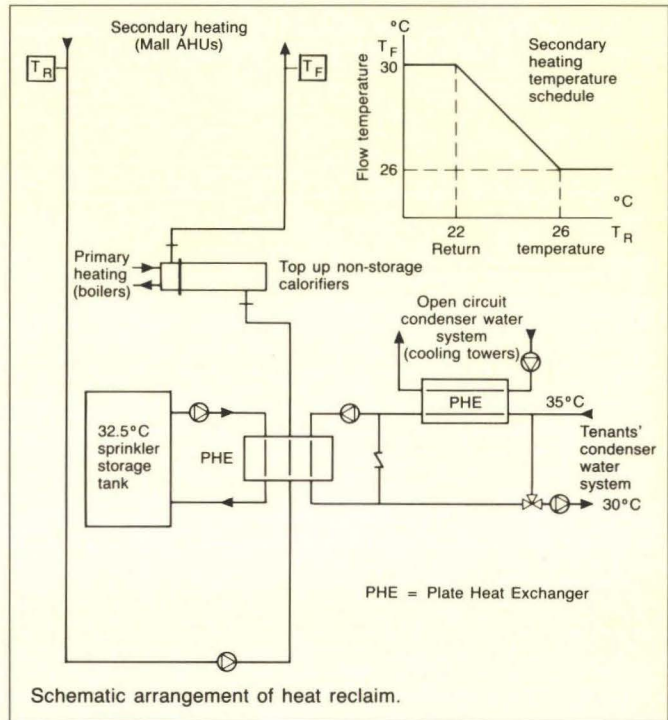 Secondary heating
(Mall AHUs)
T_R
T_F
°C
T_F
30
26
Flow temperature
Secondary
heating
temperature
schedule
°C
22
26
T_R
Return temperature
Primary
heating
(boilers)
Top up non-storage
calorifiers
Open circuit
condenser water
system
(cooling towers)
PHE
35°C
32.5°C
sprinkler
storage
tank
PHE
Tenants'
condenser
water
system
30°C
PHE = Plate Heat Exchanger
Schematic arrangement of heat reclaim.